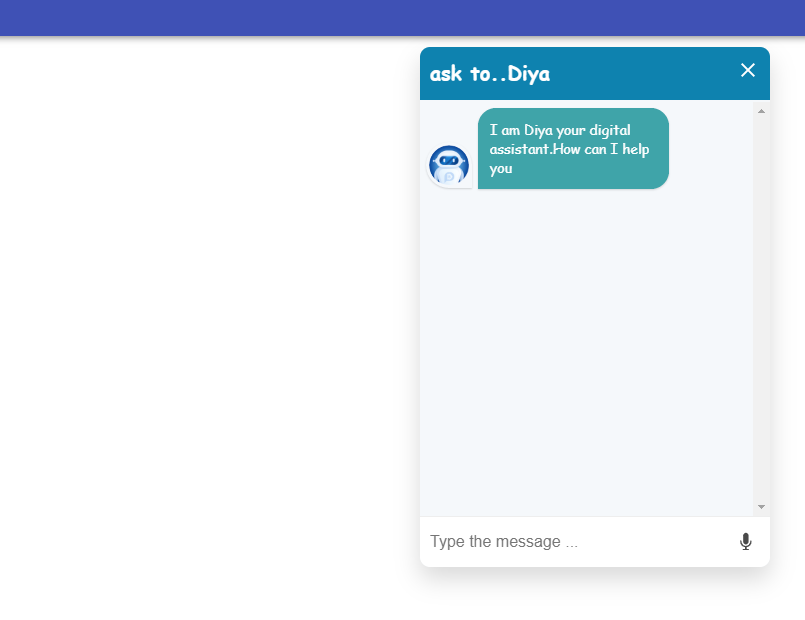 ask to..Diya
I am Diya your digital
assistant.How can I help
you
Type the message ...